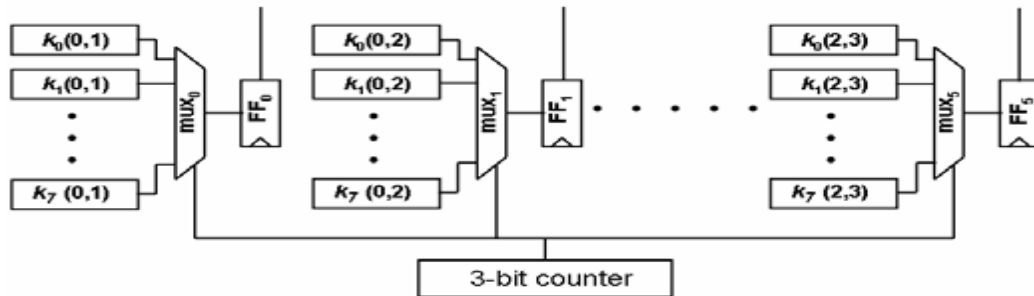 k0(0,1)
k1(0,1)
k7 (0,1)
mux0
FF0
k0(0,2)
k1(0,2)
k7 (0,2)
mux1
FF1
k0(2,3)
k1(2,3)
k7 (2,3)
mux5
FF5
3-bit counter